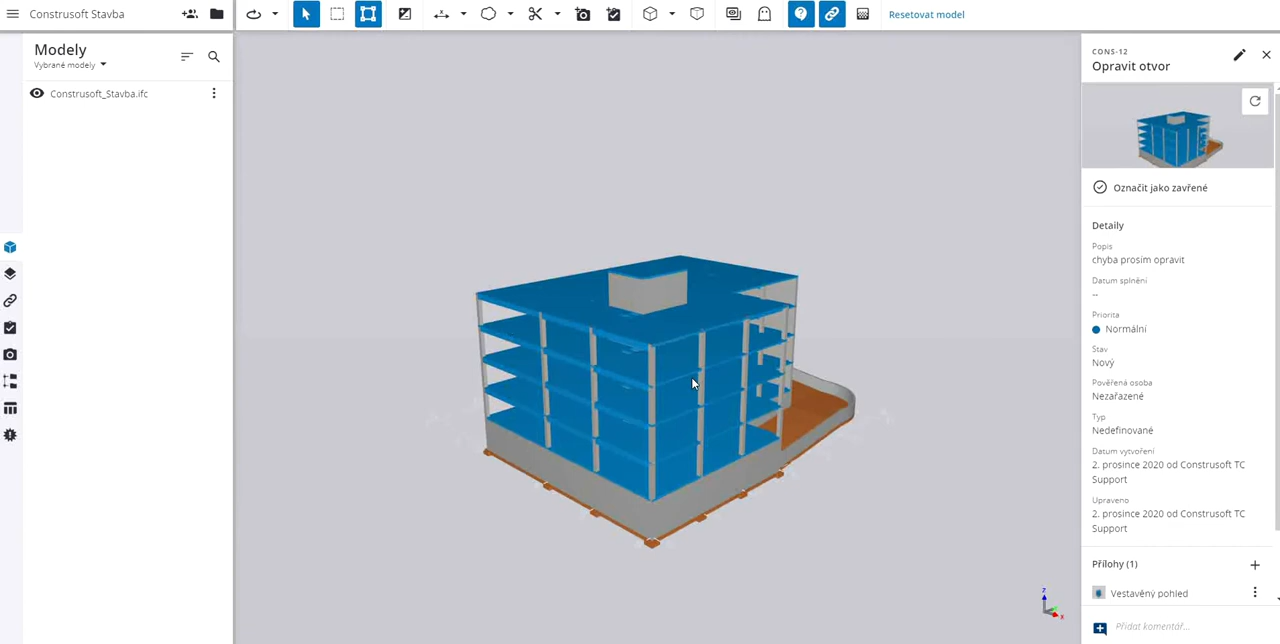 Construsoft Stavba
Resetovat model
Modely
Vybrané modely
Construsoft_Stavba.ifc
z
x
CONS-12
Opravit otvor
Označit jako zavřené
Detaily
Popis
chyba prosím opravit
Datum splnění
--
Priorita
Normální
Stav
Nový
Pověřená osoba
Nezařazené
Typ
Nedefinované
Datum vytvoření
2. prosince 2020 od Construsoft TC
Support
Upraveno
2. prosince 2020 od Construsoft TC
Support
Přílohy (1)
Vestavěný pohled
Přidat komentář...